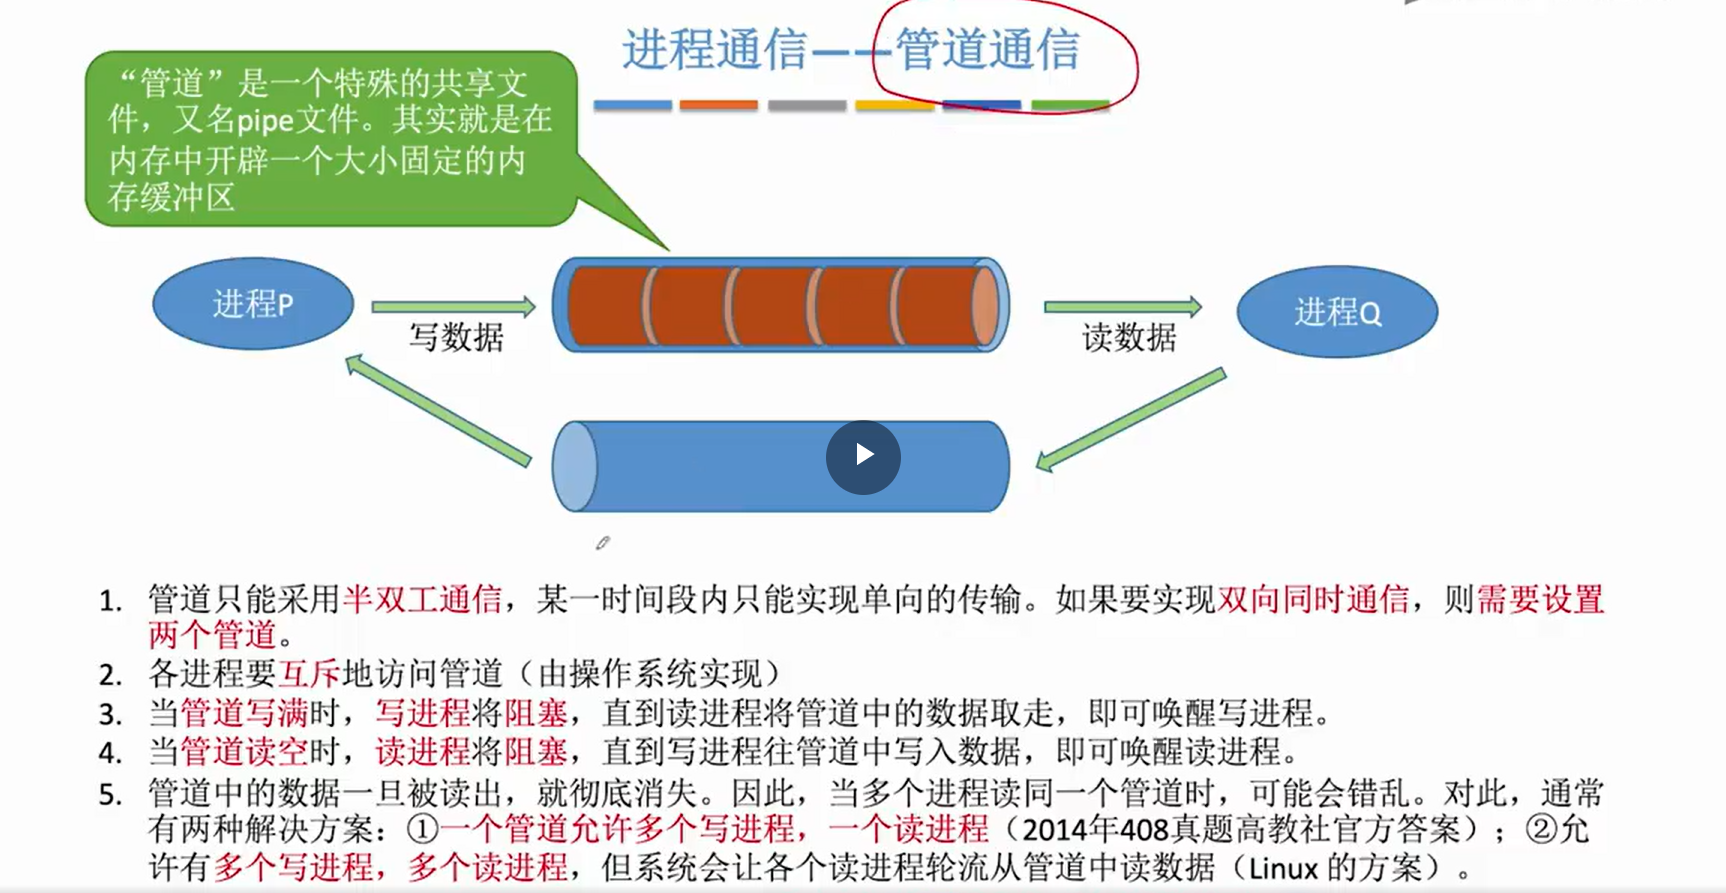 进程通信——管道通信
“管道”是一个特殊的共享文
件，又名pipe文件。其实就是在
内存中开辟一个大小固定的内
存缓冲区
进程P
写数据
读数据
进程Q
1. 管道只能采用半双工通信，某一时间段内只能实现单向的传输。如果要实现双向同时通信，则需要设置
两个管道。
2. 各进程要互斥地访问管道（由操作系统实现）
3. 当管道写满时，写进程将阻塞，直到读进程将管道中的数据取走，即可唤醒写进程。
4. 当管道读空时，读进程将阻塞，直到写进程往管道中写入数据，即可唤醒读进程。
5. 管道中的数据一旦被读出，就彻底消失。因此，当多个进程读同一个管道时，可能会错乱。对此，通常
有两种解决方案：①一个管道允许多个写进程，一个读进程（2014年408真题高教社官方答案）；②允
许有多个写进程，多个读进程，但系统会让各个读进程轮流从管道中读数据（Linux 的方案）。